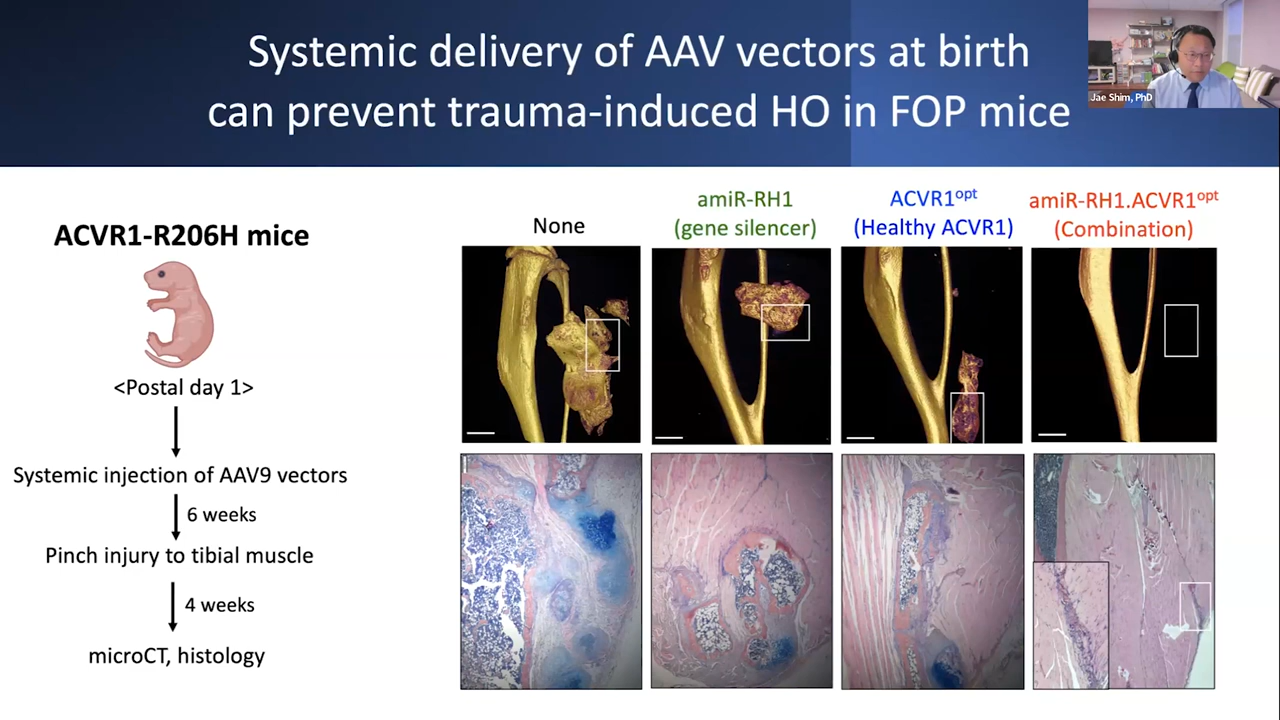 Systemic delivery of AAV vectors at birth
can prevent trauma-induced HO in FOP mice
Jae Shim, PhD
ACVR1-R206H mice
<Postal day 1>
Systemic injection of AAV9 vectors
6 weeks
Pinch injury to tibial muscle
4 weeks
microCT, histology
None
amiR-RH1
(gene silencer)
ACVR1opt
(Healthy ACVR1)
amiR-RH1.ACVR1opt
(Combination)